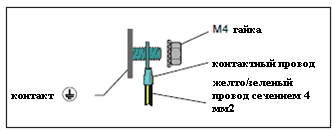 M4 гайка
контактный провод
желто/зеленый
провод сечением 4
мм2
контакт